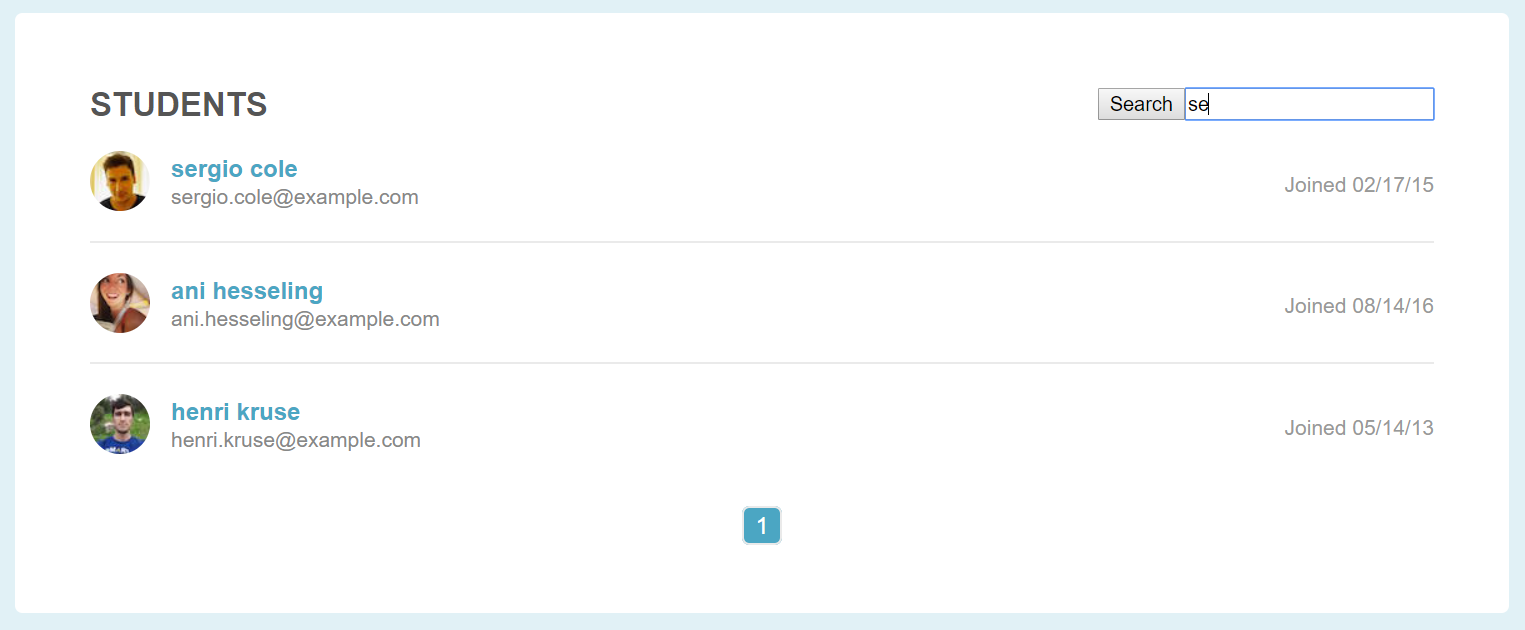 STUDENTS
Search se
sergio cole
sergio.cole@example.com
Joined 02/17/15
ani hesseling
ani.hesseling@example.com
Joined 08/14/16
henri kruse
henri.kruse@example.com
Joined 05/14/13
1